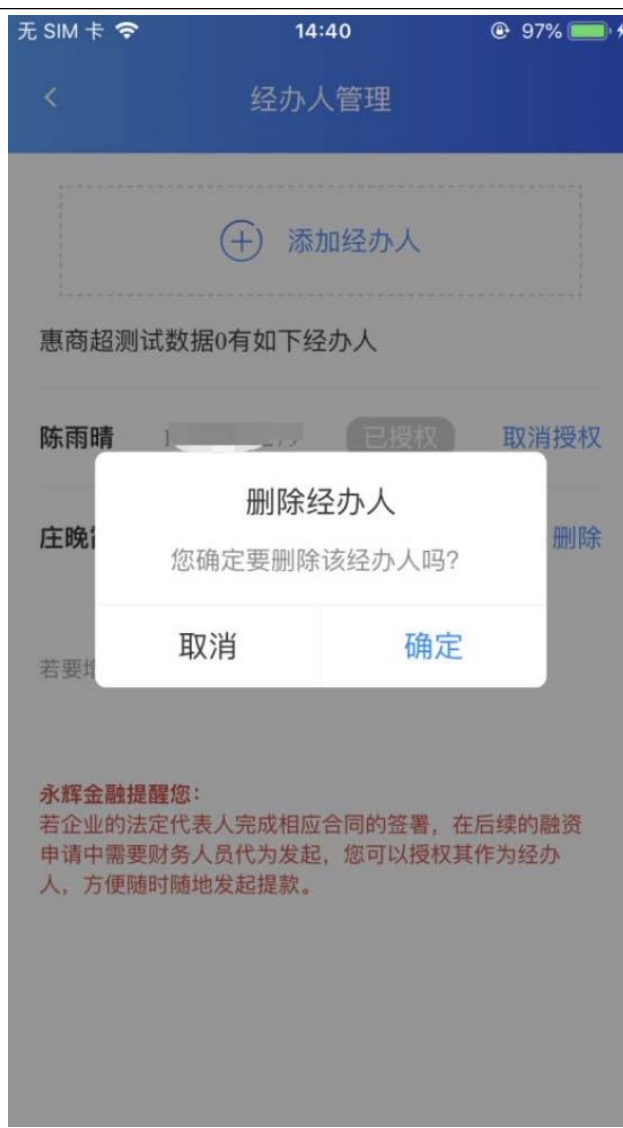 无 SIM 卡 14:40 97%
经办人管理
添加经办人
惠商超测试数据0有如下经办人
陈雨晴 已授权 取消授权
删除经办人
庄晚 删除
您确定要删除该经办人吗?
取消 确定
若要
永辉金融提醒您:
若企业的法定代表人完成相应合同的签署，在后续的融资
申请中需要财务人员代为发起，您可以授权其作为经办
人，方便随时随地发起提款。